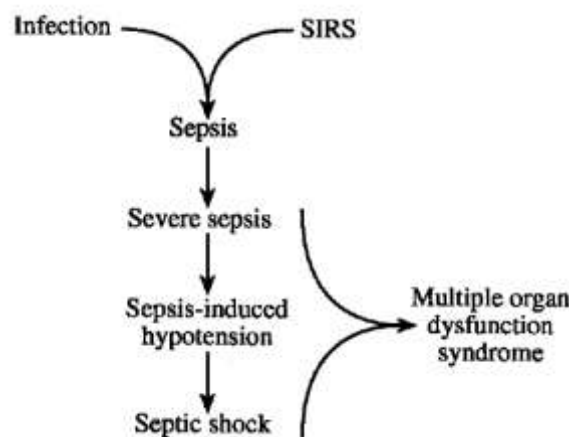 Infection
SIRS
Sepsis
Severe sepsis
Sepsis-induced
hypotension
Multiple organ
dysfunction
syndrome
Septic shock